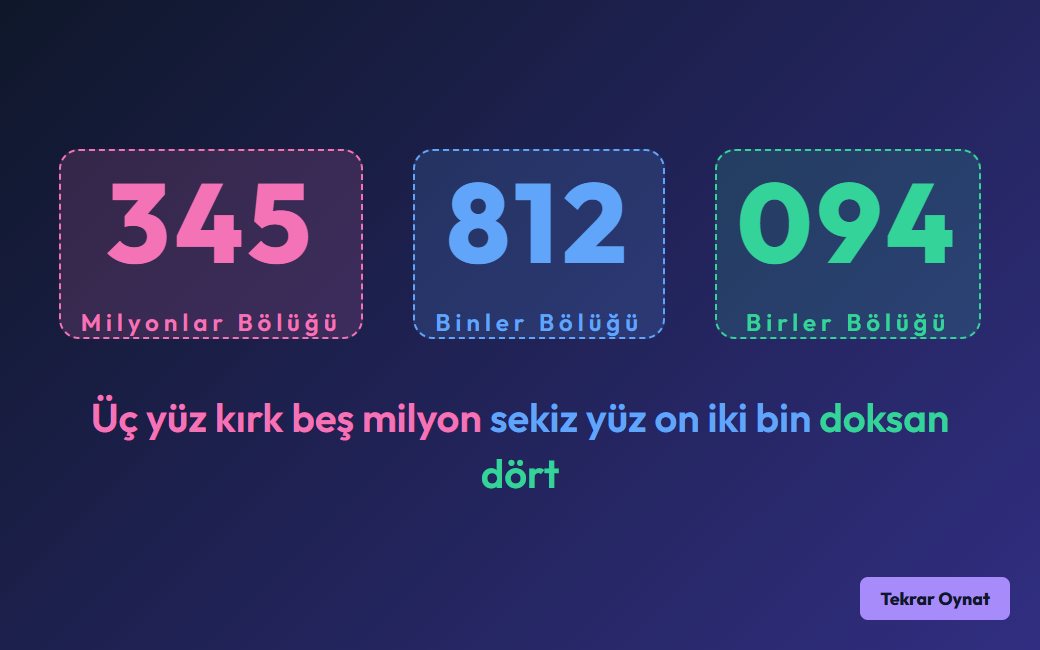 345 812 094
Milyonlar Bölüğü Binler Bölüğü Birler Bölüğü
Üç yüz kırk beş milyon sekiz yüz on iki bin doksan
dört
Tekrar Oynat